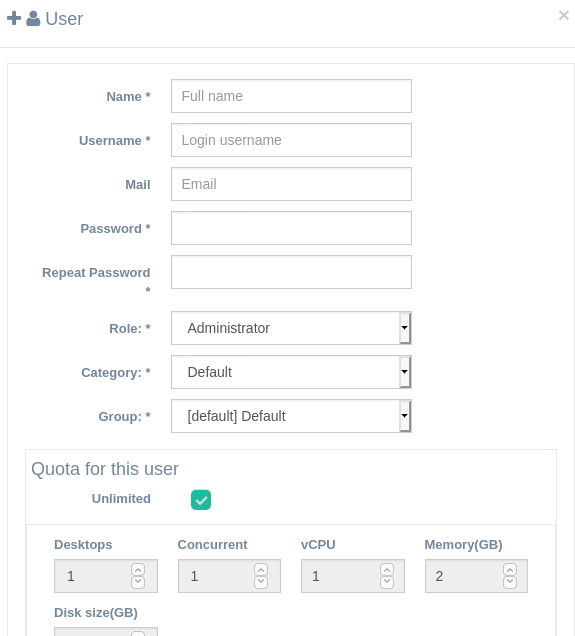 User
×
Name *
Full name
Username *
Login username
Mail
Email
Password *
Repeat Password
*
Role: *
Administrator
Category: *
Default
Group: *
[default] Default
Quota for this user
Unlimited
Desktops Concurrent vCPU Memory(GB)
1 1 1 2
Disk size(GB)